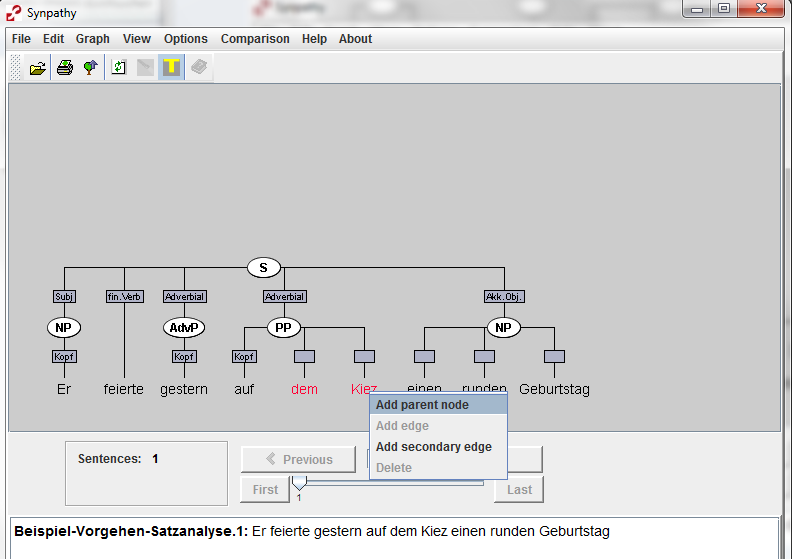 Synpathy
Synpathy
File Edit Graph View Options Comparison Help About
T
S
Subj fin.Verb Adverbial Adverbial Akk.Obj.
NP AdvP PP NP
Kopf Kopf Kopf
Er feierte gestern auf dem Kiez einen runden Geburtstag
Add parent node
Add edge
Add secondary edge
Delete
Sentences: 1
Previous
First
1
Last
Beispiel-Vorgehen-Satzanalyse.1: Er feierte gestern auf dem Kiez einen runden Geburtstag